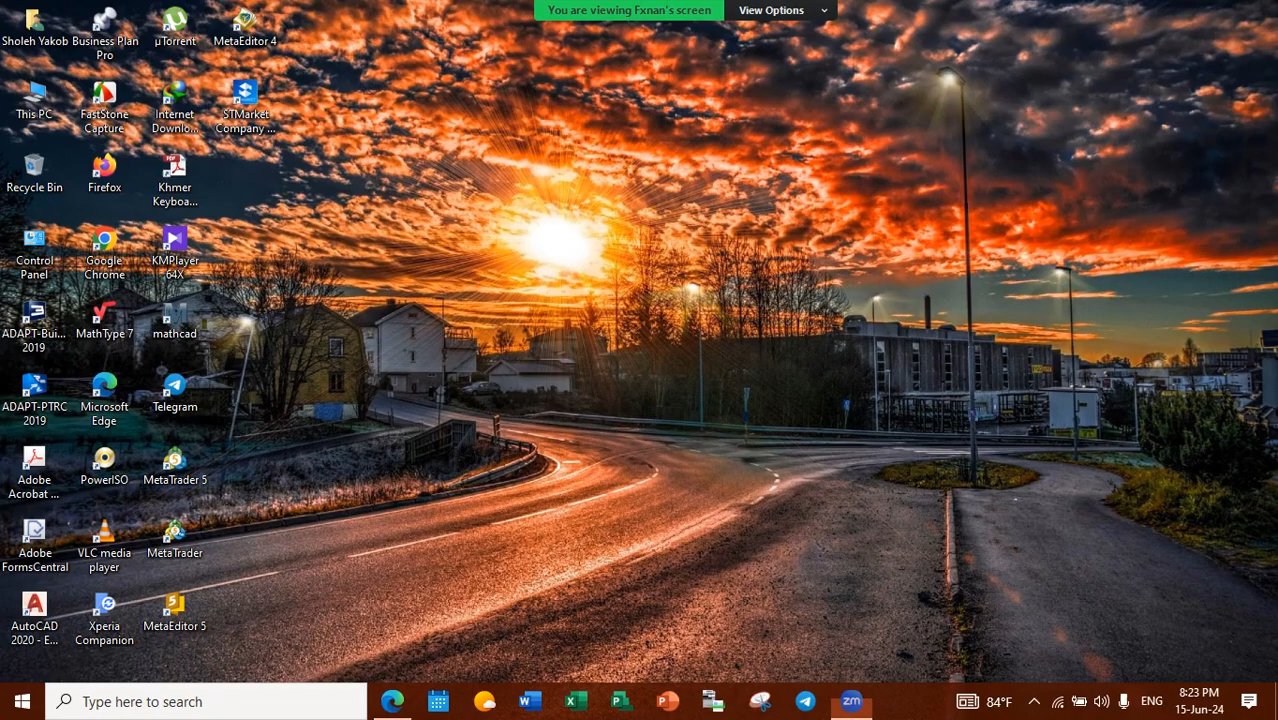 You are viewing Fxnan's screen
View Options
Sholeh Yakob
Business Plan
Pro
µTorrent
MetaEditor 4
This PC
FastStone
Capture
Internet
Downlo...
STMarket
Company ...
Recycle Bin
Firefox
Khmer
Keyboa...
Control
Panel
Google
Chrome
KMPlayer
64X
ADAPT-Bui...
2019
MathType 7
mathcad
ADAPT-PTRC
2019
Microsoft
Edge
Telegram
Adobe
Acrobat ...
PowerISO
MetaTrader 5
Adobe
FormsCentral
VLC media
player
MetaTrader
AutoCAD
2020 - E...
Xperia
Companion
MetaEditor 5
Type here to search
zm
84°F
ENG
8:23 PM
15-Jun-24